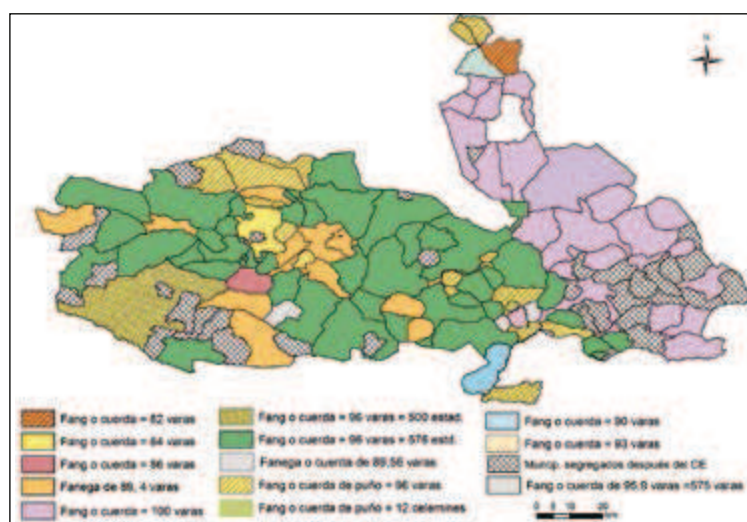 N
Fang o cuerda = 82 varas
Fang o cuerda = 84 varas
Fang o cuerda = 86 varas
Fanega de 89, 4 varas
Fang o cuerda = 100 varas
Fang o cuerda = 96 varas = 500 estad.
Fang o cuerda = 96 varas = 576 estd.
Fanega o cuerda de 89,56 varas
Fang o cuerda de puño = 96 varas
Fang o cuerda de puño = 12 celemines
Fang o cuerda = 90 varas
Fang o cuerda = 93 varas
Municp. segregados después del CE
Fang o cuerda de 95.9 varas =575 varas
0 5 10 20